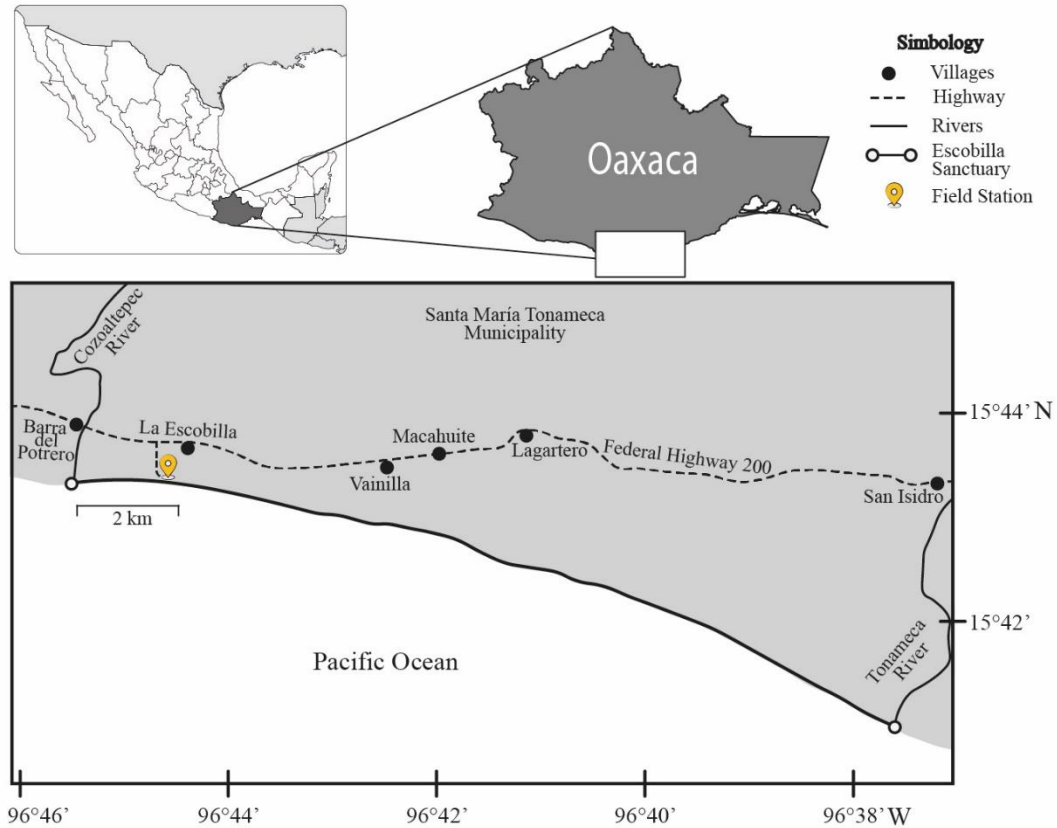 Oaxaca
Simbology
Villages
Highway
Rivers
Escobilla
Sanctuary
Field Station
Cozoaltepec
River
Santa María Tonameca
Municipality
Barra
del
Potrero
La Escobilla
Vainilla
Macahuite
Lagartero
Federal Highway 200
San Isidro
2 km
Pacific Ocean
Tonameca
River
15°44’ N
15°42’
96°46’
96°44’
96°42’
96°40’
96°38’ W